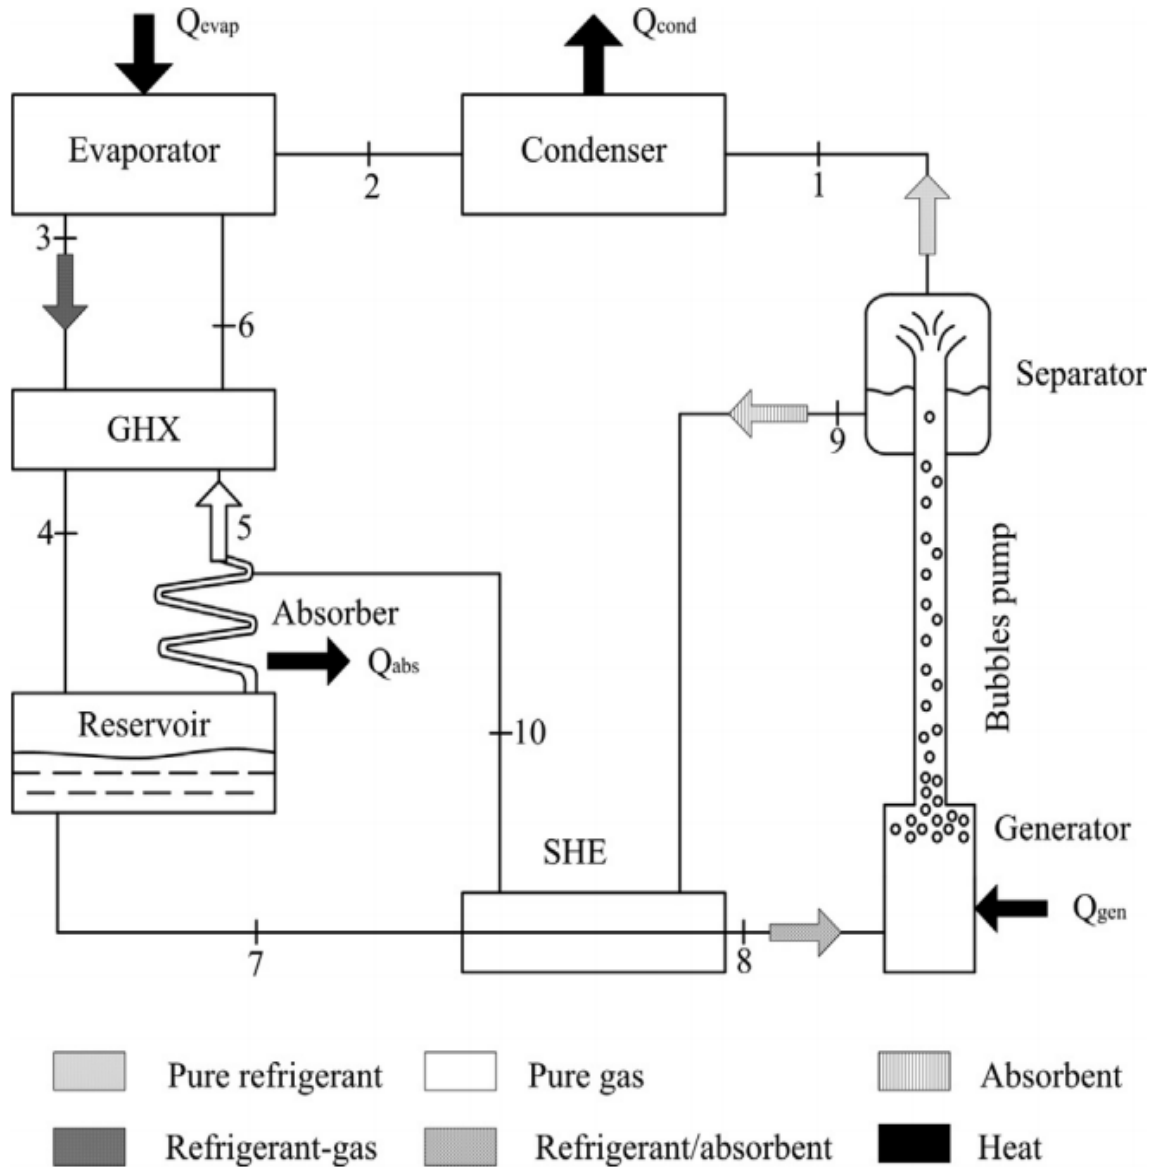 Qevap
Qcond
Evaporator
Condenser
2
1
3
6
Separator
GHX
9
4
5
Absorber
Qabs
Bubbles pump
Reservoir
10
Generator
SHE
Qgen
7
8
Pure refrigerant
Pure gas
Absorbent
Refrigerant-gas
Refrigerant/absorbent
Heat